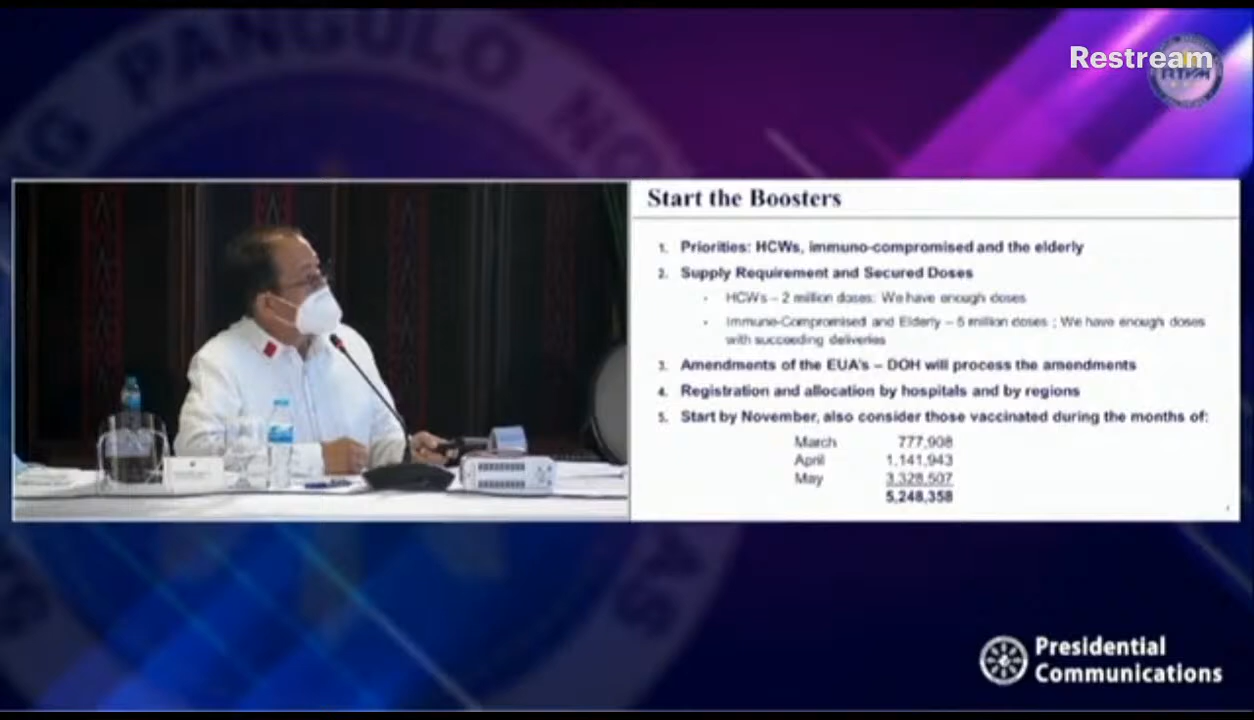 PANGULO NG
Restream
RTVM
Start the Boosters
1. Priorities: HCWs, immuno-compromised and the elderly
2. Supply Requirement and Secured Doses
• HCWs – 2 million doses: We have enough doses
• Immune-Compromised and Elderly – 5 million doses ; We have enough doses
with succeeding deliveries
3. Amendments of the EUA's – DOH will process the amendments
4. Registration and allocation by hospitals and by regions
5. Start by November, also consider those vaccinated during the months of:
March 777,908
April 1,141,943
May 3,328,507
5,248,358
Presidential
Communications